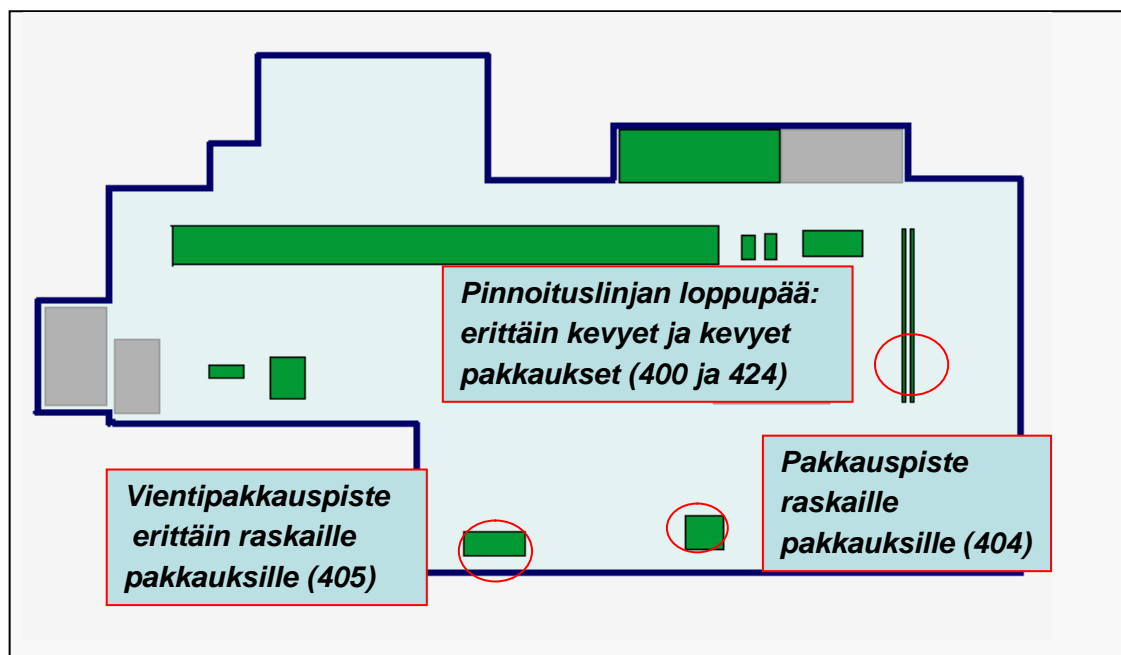 Pinnoituslinjan loppupää:
erittäin kevyet ja kevyet
pakkaukset (400 ja 424)
Vientipakkauspiste
erittäin raskaille
pakkauksille (405)
Pakkauspiste
raskaille
pakkauksille (404)